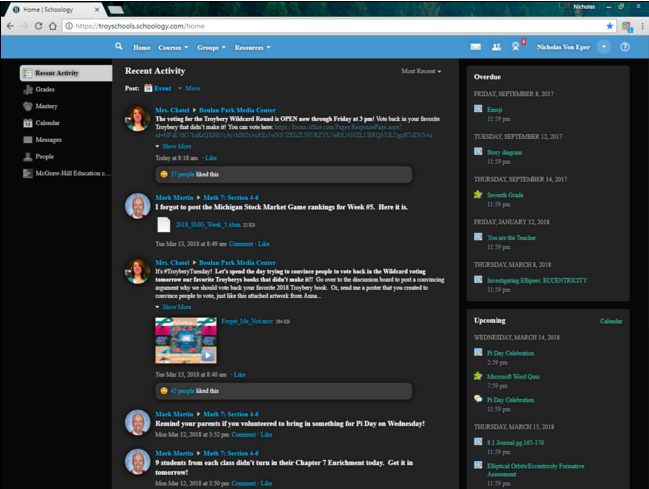 Home | Schoology
Nicholas
https://troyschools.schoology.com/home
Home Courses Groups Resources
Nicholas Von Eper
Recent Activity
Grades
Mastery
Calendar
Messages
People
McGraw-Hill Education c...
Recent Activity
Most Recent
Post: Event More
Mrs. Chatel Boulan Park Media Center
The voting for the Troybery Wildcard Round is OPEN now through Friday at 3 pm! Vote back in your favorite
Troybery that didn't make it! You can vote here:
Show More
Today at 8:18 am · Like
37 people liked this
Mark Martin Math 7: Section 4-6
I forgot to post the Michigan Stock Market Game rankings for Week #5. Here it is.
2018_SMG_Week_5.xlsm 22 KB
Tue Mar 13, 2018 at 8:49 am Comment · Like
Mrs. Chatel Boulan Park Media Center
It's #TroyberyTuesday! Let's spend the day trying to convince people to vote back in the Wildcard voting
tomorrow our favorite Troyberys books that didn't make it!! Go over to the discussion board to post a convincing
argument why we should vote back your favorite 2018 Troybery book. Or, send me a poster that you created to
convince people to vote, just like this attached artwork from Anna...
Show More
Forget_Me_Not.mov 284 KB
Tue Mar 13, 2018 at 8:40 am · Like
45 people liked this
Mark Martin Math 7: Section 4-6
Remind your parents if you volunteered to bring in something for Pi Day on Wednesday!
Mon Mar 12, 2018 at 3:52 pm Comment · Like
Mark Martin Math 7: Section 4-6
9 students from each class didn't turn in their Chapter 7 Enrichment today. Get it in
tomorrow!
Mon Mar 12, 2018 at 3:50 pm Comment · Like
Overdue
FRIDAY, SEPTEMBER 8, 2017
Emoji
11:59 pm
TUESDAY, SEPTEMBER 12, 2017
Story diagram
11:59 pm
THURSDAY, SEPTEMBER 14, 2017
Seventh Grade
11:59 pm
FRIDAY, JANUARY 12, 2018
You are the Teacher
11:59 pm
THURSDAY, MARCH 8, 2018
Investigating Ellipses: ECCENTRICITY
11:59 pm
Upcoming Calendar
WEDNESDAY, MARCH 14, 2018
Pi Day Celebration
2:59 pm
Microsoft Word Quiz
7:59 pm
Pi Day Celebration
11:59 pm
THURSDAY, MARCH 15, 2018
8.1 Journal pg.165-170
11:59 pm
Elliptical Orbits/Eccentricity Formative
Assessment
11:59 pm